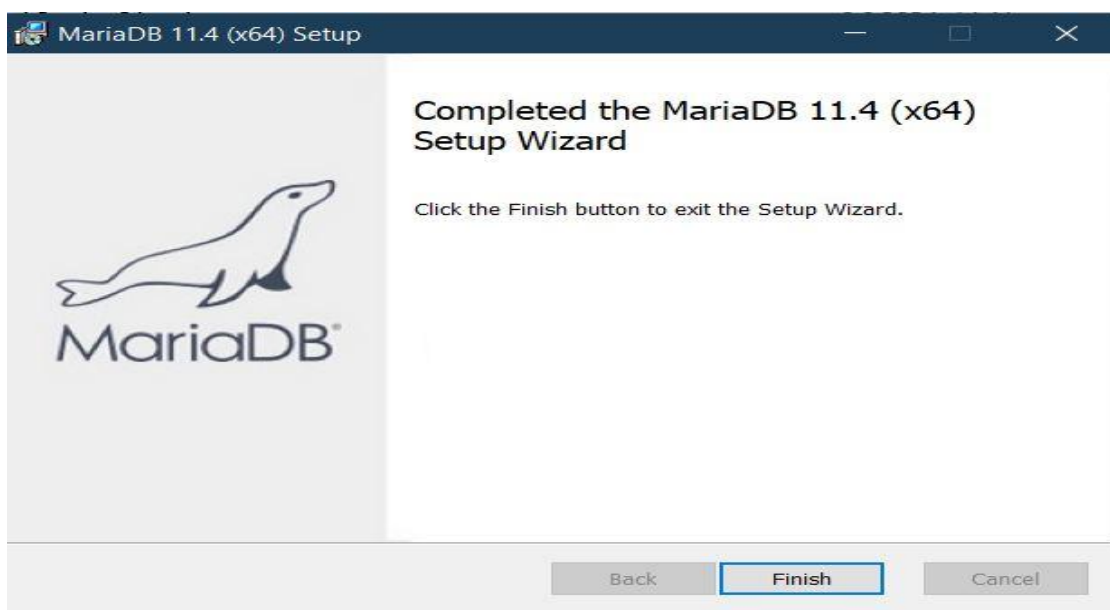 MariaDB 11.4 (x64) Setup
Completed the MariaDB 11.4 (x64)
Setup Wizard
Click the Finish button to exit the Setup Wizard.
MariaDB®
Back
Finish
Cancel